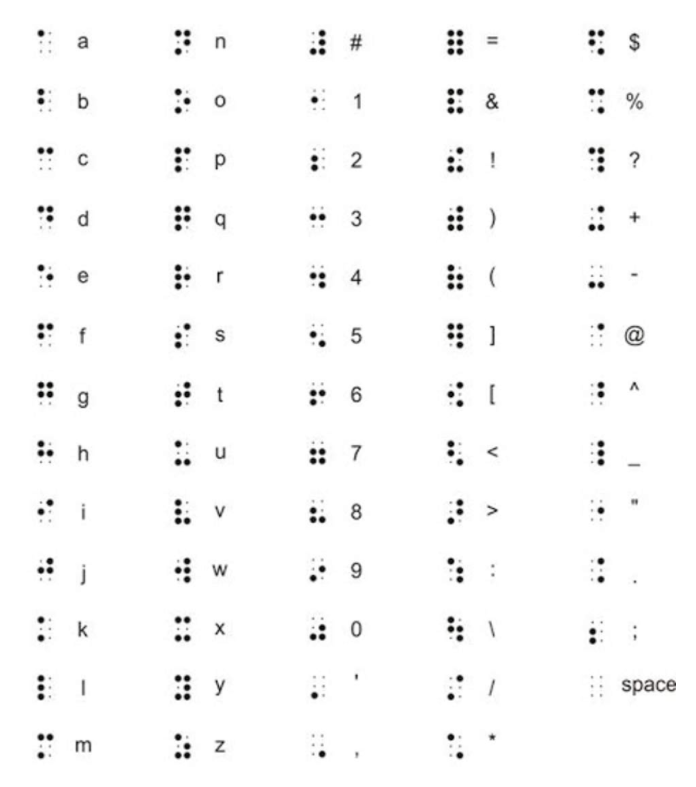 a n # = $
b o 1 & %
c p 2 ! ?
d q 3 ) +
e r 4 ( -
f s 5 ] @
g t 6 [ ^
h u 7 < _
i v 8 > "
j w 9 : .
k x 0 \ ;
l y ' / space
m z , *